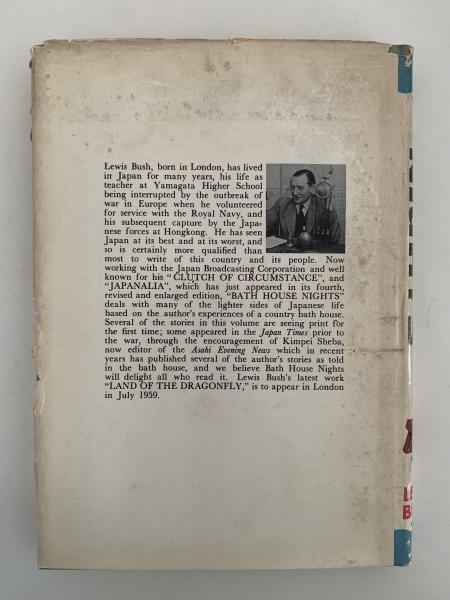 Lewis Bush, born in London, has lived
in Japan for many years, his life as
teacher at Yamagata Higher School
being interrupted by the outbreak of
war in Europe when he volunteered
for service with the Royal Navy, and
his subsequent capture by the Japa-
nese forces at Hongkong. He has seen
Japan at its best and at its worst, and
so is certainly more qualified than
most to write of this country and its people. Now
working with the Japan Broadcasting Corporation and well
known for his "CLUTCH OF CIRCUMSTANCE", and
"JAPANALIA", which has just appeared in its fourth,
revised and enlarged edition, "BATH HOUSE NIGHTS"
deals with many of the lighter sides of Japanese life
based on the author's experiences of a country bath house.
Several of the stories in this volume are seeing print for
the first time; some appeared in the Japan Times prior to
the war, through the encouragement of Kimpei Sheba,
now editor of the Asahi Evening News which in recent
years has published several of the author's stories as told
in the bath house, and we believe Bath House Nights
will delight all who read it. Lewis Bush's latest work
"LAND OF THE DRAGONFLY," is to appear in London
in July 1959.